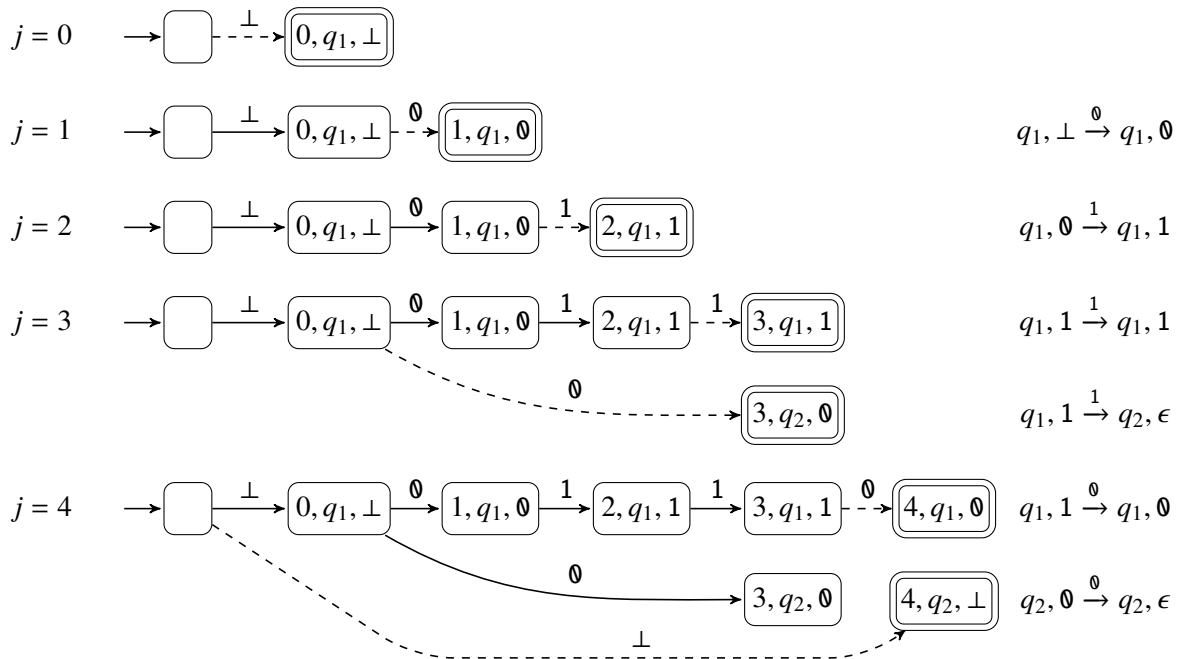 ⊥
j = 0 0, q₁, ⊥
⊥ 0
j = 1 0, q₁, ⊥ 1, q₁, 0 q₁, ⊥ →⁰ q₁, 0
⊥ 0 1
j = 2 0, q₁, ⊥ 1, q₁, 0 2, q₁, 1 q₁, 0 →¹ q₁, 1
⊥ 0 1 1
j = 3 0, q₁, ⊥ 1, q₁, 0 2, q₁, 1 3, q₁, 1 q₁, 1 →¹ q₁, 1
0
3, q₂, 0 q₁, 1 →¹ q₂, ϵ
⊥ 0 1 1 0
j = 4 0, q₁, ⊥ 1, q₁, 0 2, q₁, 1 3, q₁, 1 4, q₁, 0 q₁, 1 →⁰ q₁, 0
0
3, q₂, 0 4, q₂, ⊥ q₂, 0 →⁰ q₂, ϵ
⊥